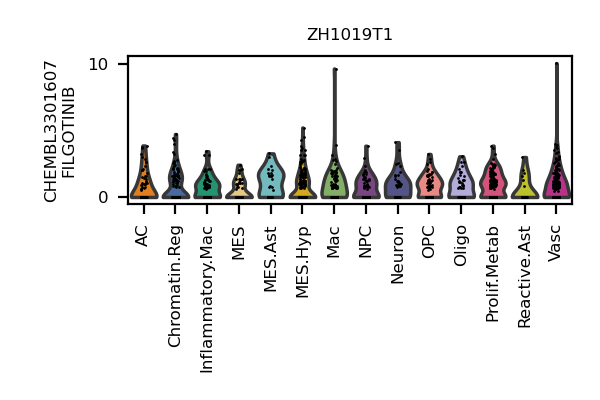 ZH1019T1
CHEMBL3301607
FILGOTINIB
10
0
AC
Chromatin.Reg
Inflammatory.Mac
MES
MES.Ast
MES.Hyp
Mac
NPC
Neuron
OPC
Oligo
Prolif.Metab
Reactive.Ast
Vasc